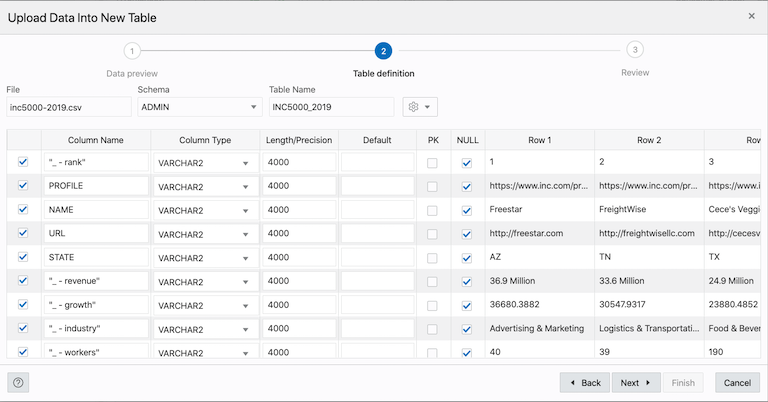 Upload Data Into New Table
1 2 3
Data preview Table definition Review
File Schema Table Name
inc5000-2019.csv ADMIN INC5000_2019
Column Name Column Type Length/Precision Default PK NULL Row 1 Row 2 Row
"_ - rank" VARCHAR2 4000 1 2 3
PROFILE VARCHAR2 4000 https://www.inc.com/pr... https://www.inc.com/pr... https://www.i
NAME VARCHAR2 4000 Freestar FreightWise Cece's Veggi
URL VARCHAR2 4000 http://freestar.com http://freightwisellc.com http://cecesv
STATE VARCHAR2 4000 AZ TN TX
"_ - revenue" VARCHAR2 4000 36.9 Million 33.6 Million 24.9 Million
"_ - growth" VARCHAR2 4000 36680.3882 30547.9317 23880.4852
"_ - industry" VARCHAR2 4000 Advertising & Marketing Logistics & Transportati... Food & Bever
"_ - workers" VARCHAR2 4000 40 39 190
? Back Next Finish Cancel